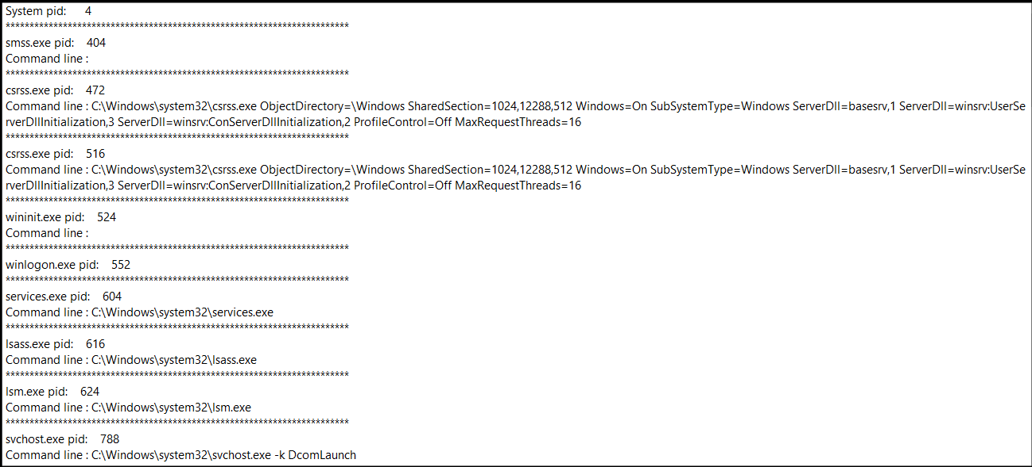 System pid:      4
************************************************************************
smss.exe pid:    404
Command line :
************************************************************************
csrss.exe pid:    472
Command line : C:\Windows\system32\csrss.exe ObjectDirectory=\Windows SharedSection=1024,12288,512 Windows=On SubSystemType=Windows ServerDll=basesrv,1 ServerDll=winsrv:UserSe
rverDllInitialization,3 ServerDll=winsrv:ConServerDllInitialization,2 ProfileControl=Off MaxRequestThreads=16
************************************************************************
csrss.exe pid:    516
Command line : C:\Windows\system32\csrss.exe ObjectDirectory=\Windows SharedSection=1024,12288,512 Windows=On SubSystemType=Windows ServerDll=basesrv,1 ServerDll=winsrv:UserSe
rverDllInitialization,3 ServerDll=winsrv:ConServerDllInitialization,2 ProfileControl=Off MaxRequestThreads=16
************************************************************************
wininit.exe pid:    524
Command line :
************************************************************************
winlogon.exe pid:    552
************************************************************************
services.exe pid:    604
Command line : C:\Windows\system32\services.exe
************************************************************************
lsass.exe pid:    616
Command line : C:\Windows\system32\lsass.exe
************************************************************************
lsm.exe pid:    624
Command line : C:\Windows\system32\lsm.exe
************************************************************************
svchost.exe pid:    788
Command line : C:\Windows\system32\svchost.exe -k DcomLaunch